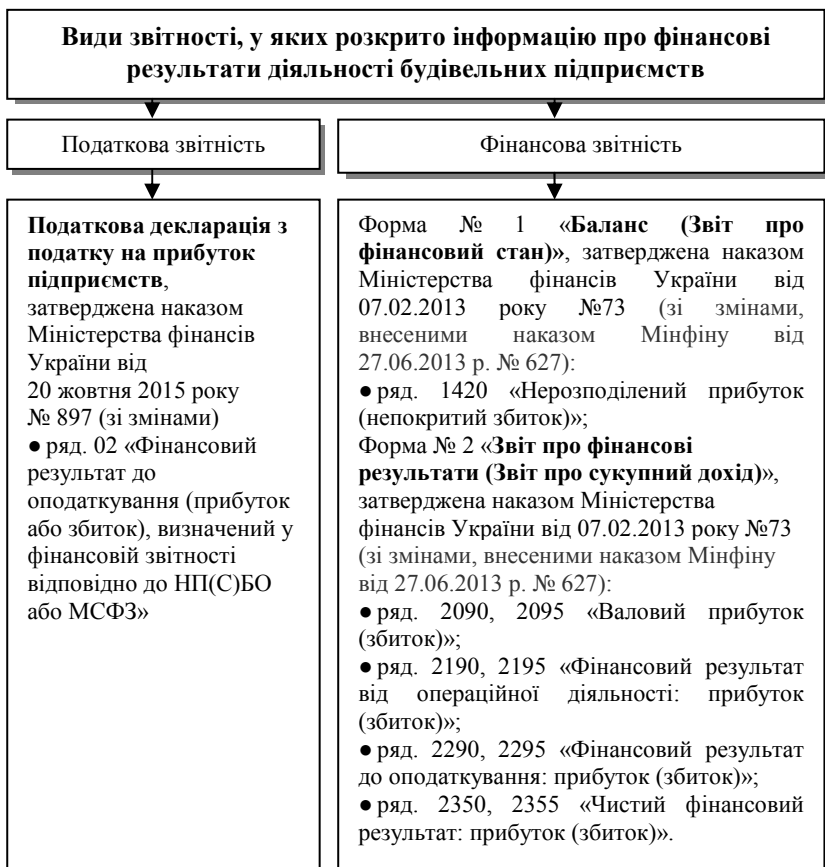 Види звітності, у яких розкрито інформацію про фінансові
результати діяльності будівельних підприємств
Податкова звітність
Фінансова звітність
Податкова декларація з
податку на прибуток
підприємств,
затверджена наказом
Міністерства фінансів
України від
20 жовтня 2015 року
№ 897 (зі змінами)
● ряд. 02 «Фінансовий
результат до
оподаткування (прибуток
або збиток), визначений у
фінансовій звітності
відповідно до НП(С)БО
або МСФЗ»
Форма № 1 «Баланс (Звіт про
фінансовий стан)», затверджена наказом
Міністерства фінансів України від
07.02.2013 року №73 (зі змінами,
внесеними наказом Мінфіну від
27.06.2013 р. № 627):
● ряд. 1420 «Нерозподілений прибуток
(непокритий збиток)»;
Форма № 2 «Звіт про фінансові
результати (Звіт про сукупний дохід)»,
затверджена наказом Міністерства
фінансів України від 07.02.2013 року №73
(зі змінами, внесеними наказом Мінфіну
від 27.06.2013 р. № 627):
● ряд. 2090, 2095 «Валовий прибуток
(збиток)»;
● ряд. 2190, 2195 «Фінансовий результат
від операційної діяльності: прибуток
(збиток)»;
● ряд. 2290, 2295 «Фінансовий результат
до оподаткування: прибуток (збиток)»;
● ряд. 2350, 2355 «Чистий фінансовий
результат: прибуток (збиток)».